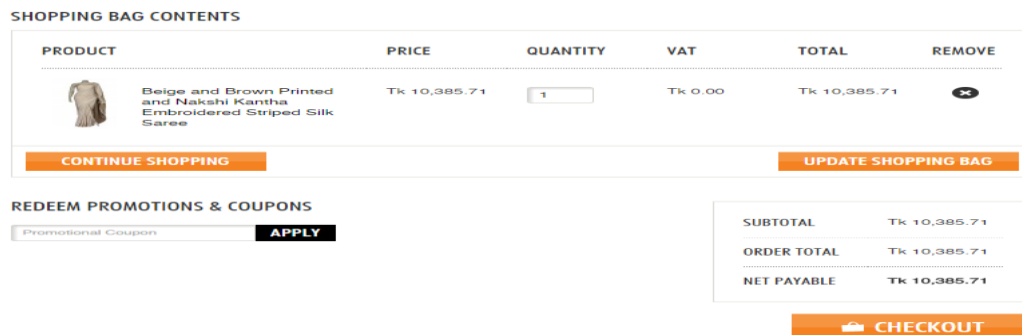 SHOPPING BAG CONTENTS
PRODUCT PRICE QUANTITY VAT TOTAL REMOVE
Beige and Brown Printed Tk 10,385.71 1 Tk 0.00 Tk 10,385.71
and Nakshi Kantha
Embroidered Striped Silk
Saree
CONTINUE SHOPPING UPDATE SHOPPING BAG
REDEEM PROMOTIONS & COUPONS
Promotional Coupon APPLY
SUBTOTAL Tk 10,385.71
ORDER TOTAL Tk 10,385.71
NET PAYABLE Tk 10,385.71
CHECKOUT